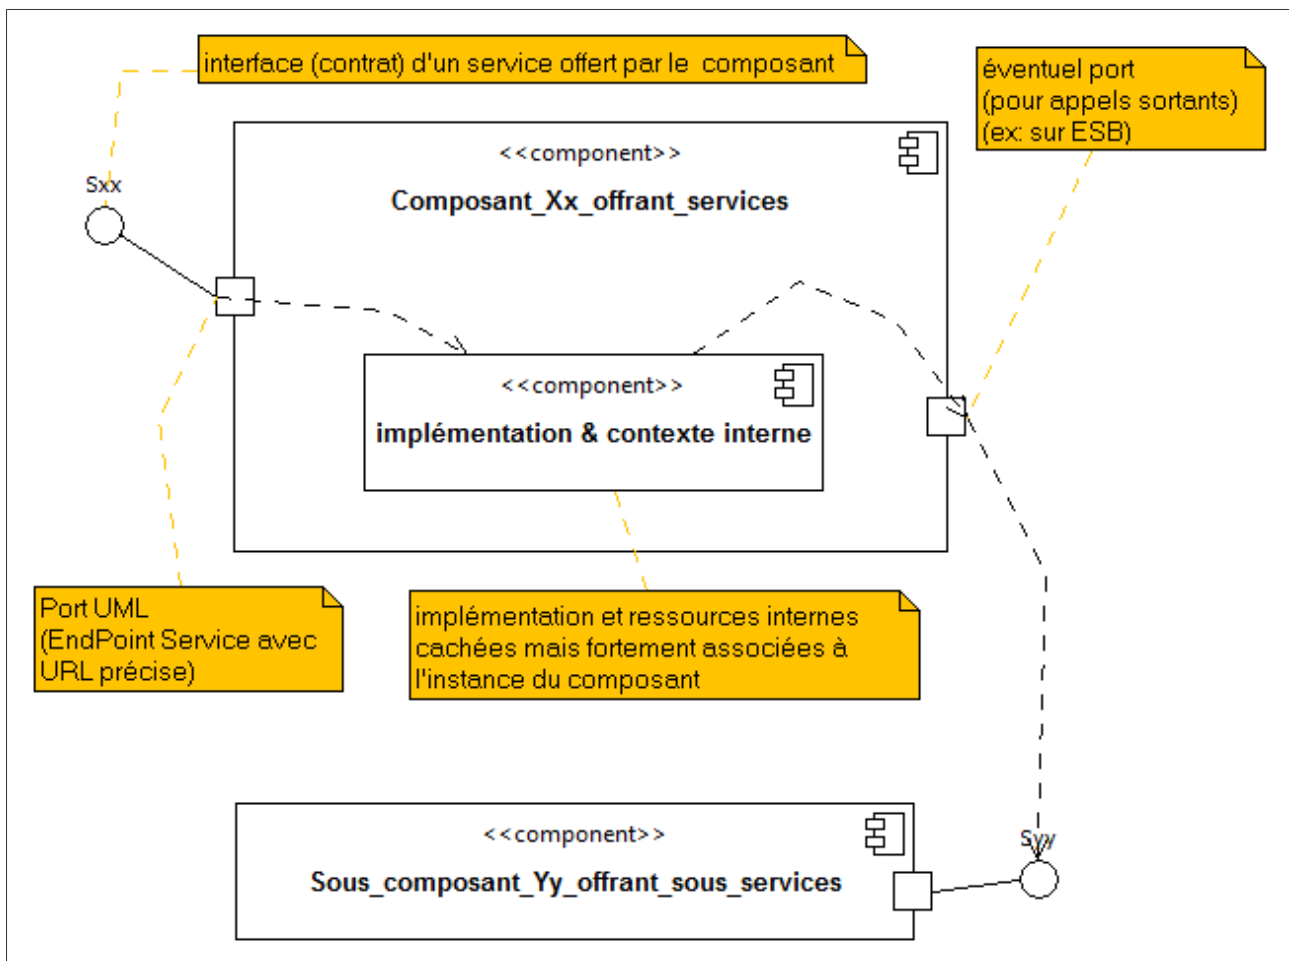 interface (contrat) d'un service offert par le  composant
éventuel port
(pour appels sortants)
(ex: sur ESB)
<<component>>
Composant_Xx_offrant_services
Sxx
<<component>>
implémentation & contexte interne
Port UML
(EndPoint Service avec
URL précise)
implémentation et ressources internes
cachées mais fortement associées à
l'instance du composant
<<component>>
Sous_composant_Yy_offrant_sous_services
Syy